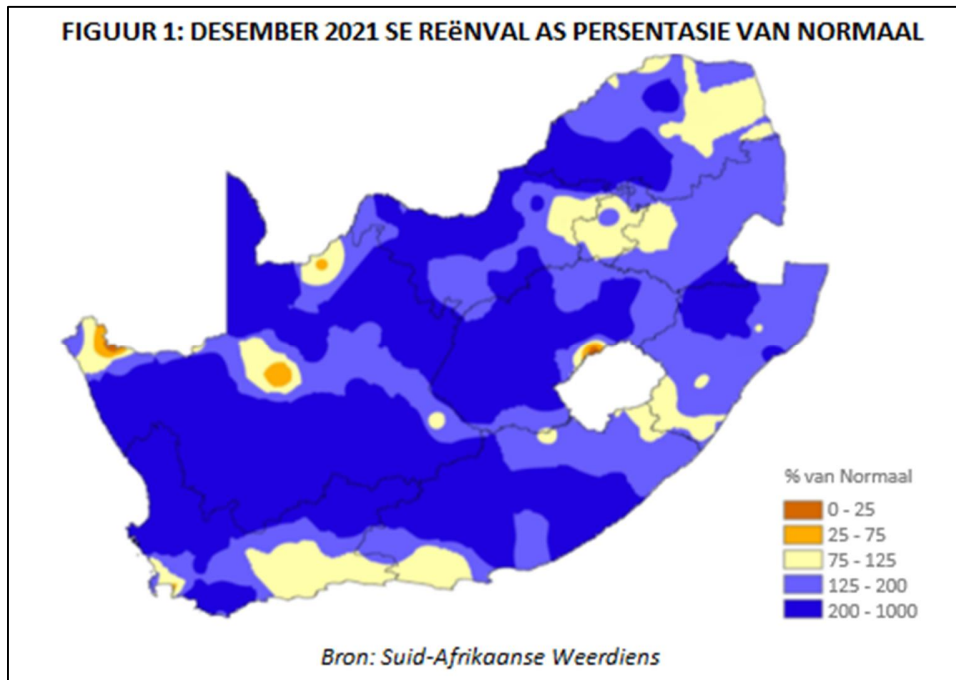 FIGUUR 1: DESEMBER 2021 SE REëNVAL AS PERSENTASIE VAN NORMAAL
% van Normaal
0 - 25
25 - 75
75 - 125
125 - 200
200 - 1000
Bron: Suid-Afrikaanse Weerdiens